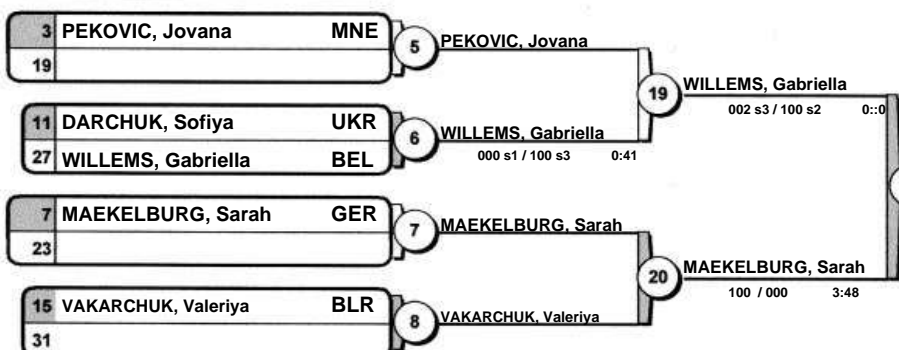 3 PEKOVIC, Jovana MNE
19
5
PEKOVIC, Jovana
11 DARCHUK, Sofiya UKR
27 WILLEMS, Gabriella BEL
6
WILLEMS, Gabriella
000 s1 / 100 s3 0:41
19
WILLEMS, Gabriella
002 s3 / 100 s2 0::0
7 MAEKELBURG, Sarah GER
23
7
MAEKELBURG, Sarah
15 VAKARCHUK, Valeriya BLR
31
8
VAKARCHUK, Valeriya
20
MAEKELBURG, Sarah
100 / 000 3:48